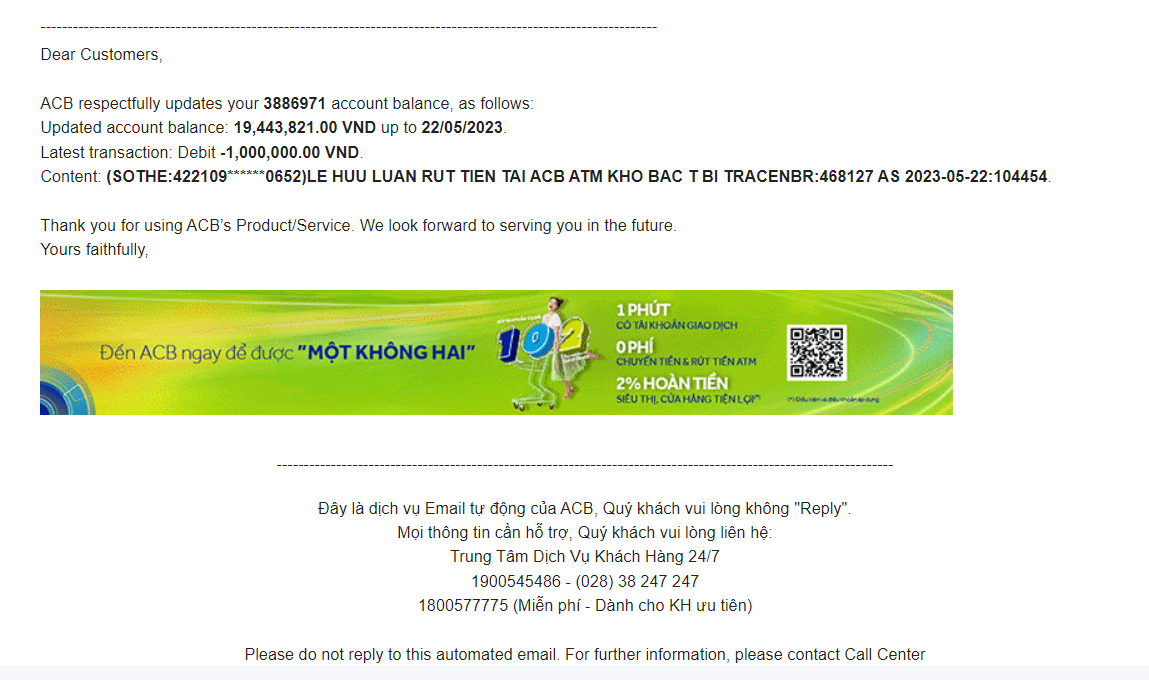 ----------------------------------------------------------------------------------------------------------------------
Dear Customers,
ACB respectfully updates your 3886971 account balance, as follows:
Updated account balance: 19,443,821.00 VND up to 22/05/2023.
Latest transaction: Debit -1,000,000.00 VND.
Content: (SOTHE:422109******0652)LE HUU LUAN RUT TIEN TAI ACB ATM KHO BAC T BI TRACENBR:468127 AS 2023-05-22:104454.
Thank you for using ACB’s Product/Service. We look forward to serving you in the future.
Yours faithfully,
Đến ACB ngay để được "MỘT KHÔNG HAI"
102
1 PHÚT
CÓ TÀI KHOẢN GIAO DỊCH
0 PHÍ
CHUYỂN TIỀN & RÚT TIỀN ATM
2% HOÀN TIỀN
SIÊU THỊ, CỬA HÀNG TIỆN LỢI(*)
(*) Điều kiện và điều khoản áp dụng
----------------------------------------------------------------------------------------------------------------------
Đây là dịch vụ Email tự động của ACB, Quý khách vui lòng không "Reply".
Mọi thông tin cần hỗ trợ, Quý khách vui lòng liên hệ:
Trung Tâm Dịch Vụ Khách Hàng 24/7
1900545486 - (028) 38 247 247
1800577775 (Miễn phí - Dành cho KH ưu tiên)
Please do not reply to this automated email. For further information, please contact Call Center